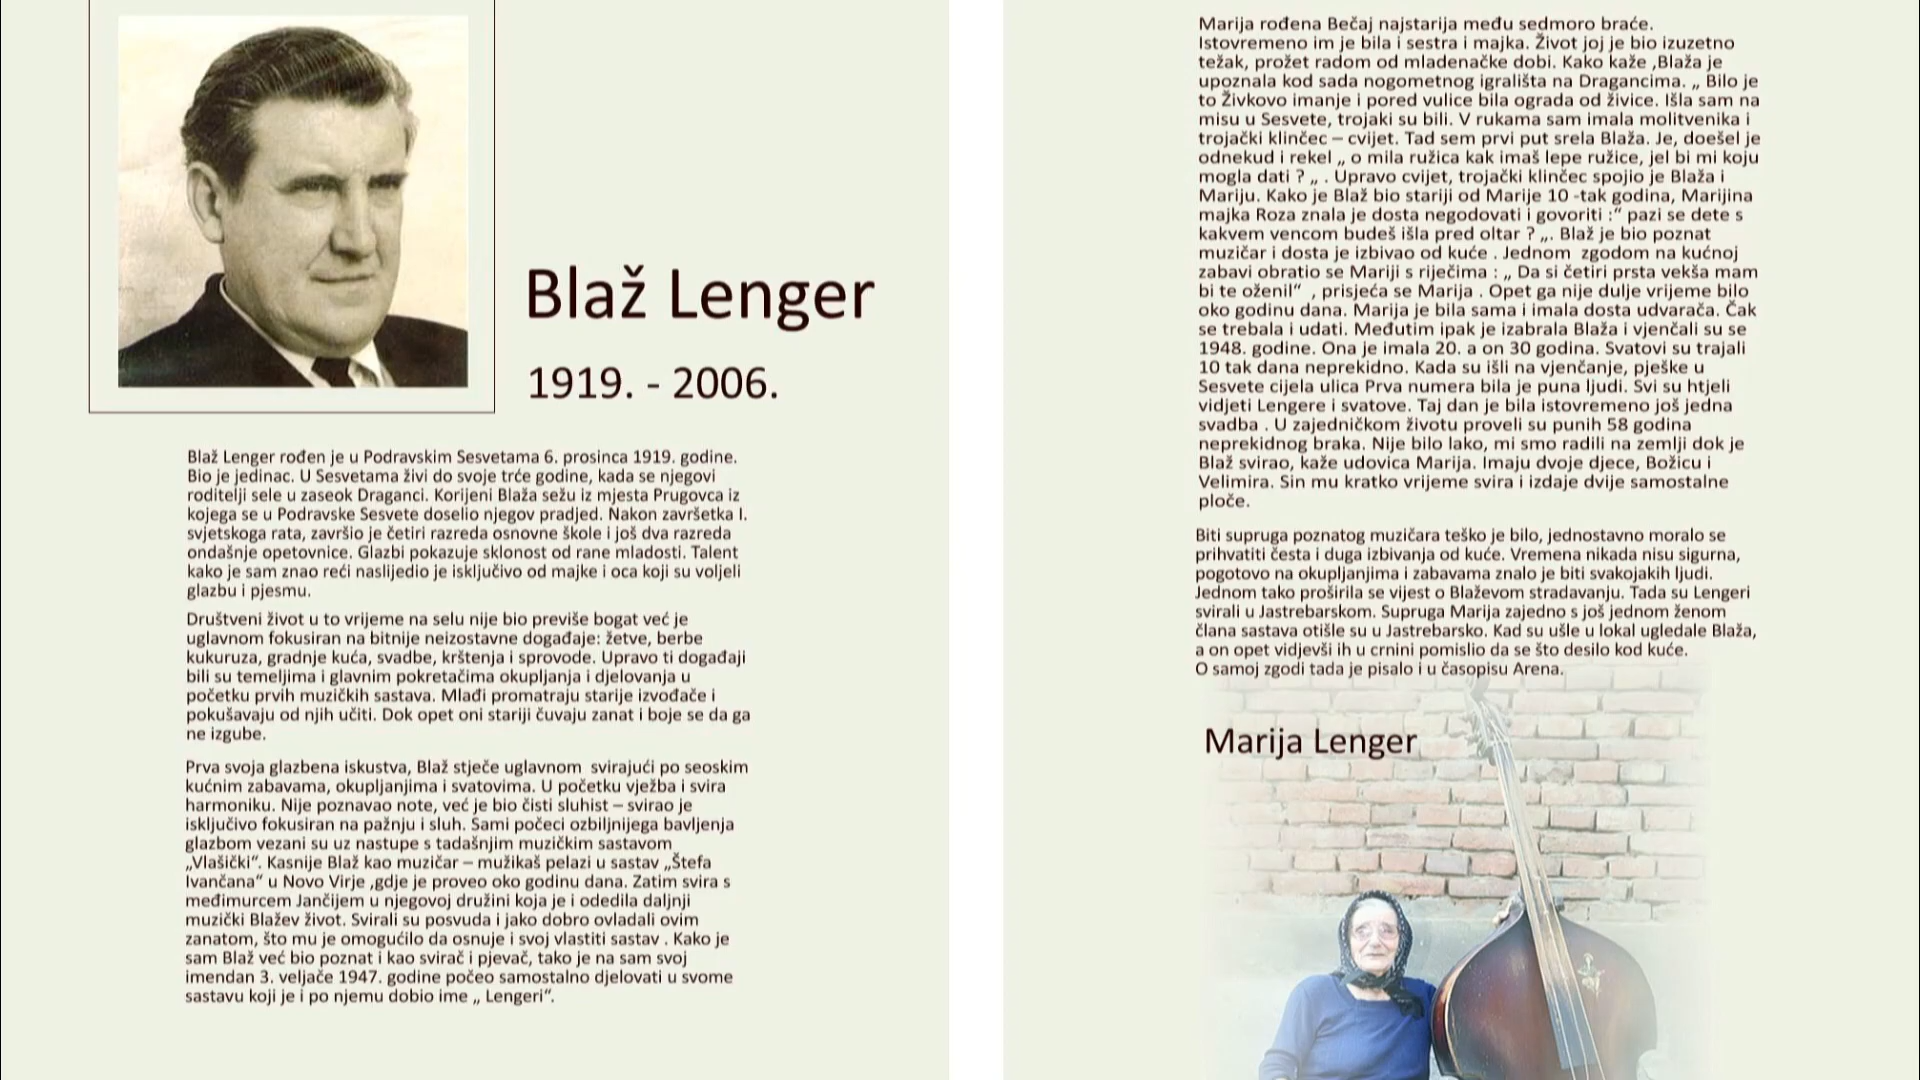 Blaž Lenger
1919. - 2006.
Blaž Lenger rođen je u Podravskim Sesvetama 6. prosinca 1919. godine.
Bio je jedinac. U Sesvetama živi do svoje trće godine, kada se njegovi
roditelji sele u zaseok Draganci. Korijeni Blaža sežu iz mjesta Prugovca iz
kojega se u Podravske Sesvete doselio njegov pradjed. Nakon završetka I.
svjetskoga rata, završio je četiri razreda osnovne škole i još dva razreda
ondašnje opetovnice. Glazbi pokazuje sklonost od rane mladosti. Talent
kako je sam znao reći naslijedio je isključivo od majke i oca koji su voljeli
glazbu i pjesmu.
Društveni život u to vrijeme na selu nije bio previše bogat već je
uglavnom fokusiran na bitnije neizostavne događaje: žetve, berbe
kukuruza, gradnje kuća, svadbe, krštenja i sprovode. Upravo ti događaji
bili su temeljima i glavnim pokretačima okupljanja i djelovanja u
početku prvih muzičkih sastava. Mlađi promatraju starije izvođače i
pokušavaju od njih učiti. Dok opet oni stariji čuvaju zanat i boje se da ga
ne izgube.
Prva svoja glazbena iskustva, Blaž stječe uglavnom svirajući po seoskim
kućnim zabavama, okupljanjima i svatovima. U početku vježba i svira
harmoniku. Nije poznavao note, već je bio čisti sluhist – svirao je
isključivo fokusiran na pažnju i sluh. Sami počeci ozbiljnijega bavljenja
glazbom vezani su uz nastupe s tadašnjim muzičkim sastavom
„Vlašički“. Kasnije Blaž kao muzičar – mužikaš pelazi u sastav „Štefa
Ivančana“ u Novo Virje ,gdje je proveo oko godinu dana. Zatim svira s
međimurcem Jančijem u njegovoj družini koja je i odedila daljnji
muzički Blažev život. Svirali su posvuda i jako dobro ovladali ovim
zanatom, što mu je omogućilo da osnuje i svoj vlastiti sastav . Kako je
sam Blaž već bio poznat i kao svirač i pjevač, tako je na sam svoj
imendan 3. veljače 1947. godine počeo samostalno djelovati u svome
sastavu koji je i po njemu dobio ime „ Lengeri“.
Marija rođena Bečaj najstarija među sedmoro braće.
Istovremeno im je bila i sestra i majka. Život joj je bio izuzetno
težak, prožet radom od mladenačke dobi. Kako kaže ,Blaža je
upoznala kod sada nogometnog igrališta na Dragancima. „ Bilo je
to Živkovo imanje i pored vulice bila ograda od živice. Išla sam na
misu u Sesvete, trojaki su bili. V rukama sam imala molitvenika i
trojački klinčec – cvijet. Tad sem prvi put srela Blaža. Je, doešel je
odnekud i rekel „ o mila ružica kak imaš lepe ružice, jel bi mi koju
mogla dati ? „ . Upravo cvijet, trojački klinčec spojio je Blaža i
Mariju. Kako je Blaž bio stariji od Marije 10 -tak godina, Marijina
majka Roza znala je dosta negodovati i govoriti :“ pazi se dete s
kakvem vencom budeš išla pred oltar ? „. Blaž je bio poznat
muzičar i dosta je izbivao od kuće . Jednom zgodom na kućnoj
zabavi obratio se Mariji s riječima : „ Da si četiri prsta vekša mam
bi te oženil“ , prisjeća se Marija . Opet ga nije dulje vrijeme bilo
oko godinu dana. Marija je bila sama i imala dosta udvarača. Čak
se trebala i udati. Međutim ipak je izabrala Blaža i vjenčali su se
1948. godine. Ona je imala 20. a on 30 godina. Svatovi su trajali
10 tak dana neprekidno. Kada su išli na vjenčanje, pješke u
Sesvete cijela ulica Prva numera bila je puna ljudi. Svi su htjeli
vidjeti Lengere i svatove. Taj dan je bila istovremeno još jedna
svadba . U zajedničkom životu proveli su punih 58 godina
neprekidnog braka. Nije bilo lako, mi smo radili na zemlji dok je
Blaž svirao, kaže udovica Marija. Imaju dvoje djece, Božicu i
Velimira. Sin mu kratko vrijeme svira i izdaje dvije samostalne
ploče.
Biti supruga poznatog muzičara teško je bilo, jednostavno moralo se
prihvatiti česta i duga izbivanja od kuće. Vremena nikada nisu sigurna,
pogotovo na okupljanjima i zabavama znalo je biti svakojakih ljudi.
Jednom tako proširila se vijest o Blaževom stradavanju. Tada su Lengeri
svirali u Jastrebarskom. Supruga Marija zajedno s još jednom ženom
člana sastava otišle su u Jastrebarsko. Kad su ušle u lokal ugledale Blaža,
a on opet vidjevši ih u crnini pomislio da se što desilo kod kuće.
O samoj zgodi tada je pisalo i u časopisu Arena.
Marija Lenger